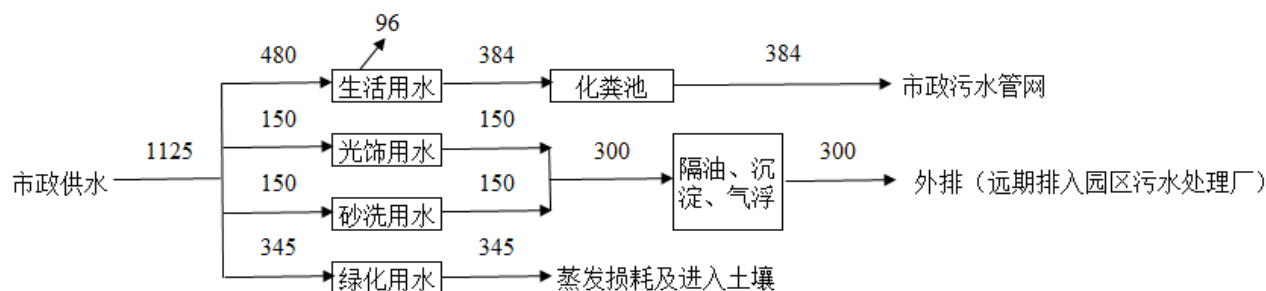 96
480
384
384
生活用水
化粪池
市政污水管网
150
150
光饰用水
1125
300
300
市政供水
隔油、沉
淀、气浮
外排（远期排入园区污水处理厂）
150
150
砂洗用水
345
345
绿化用水
蒸发损耗及进入土壤